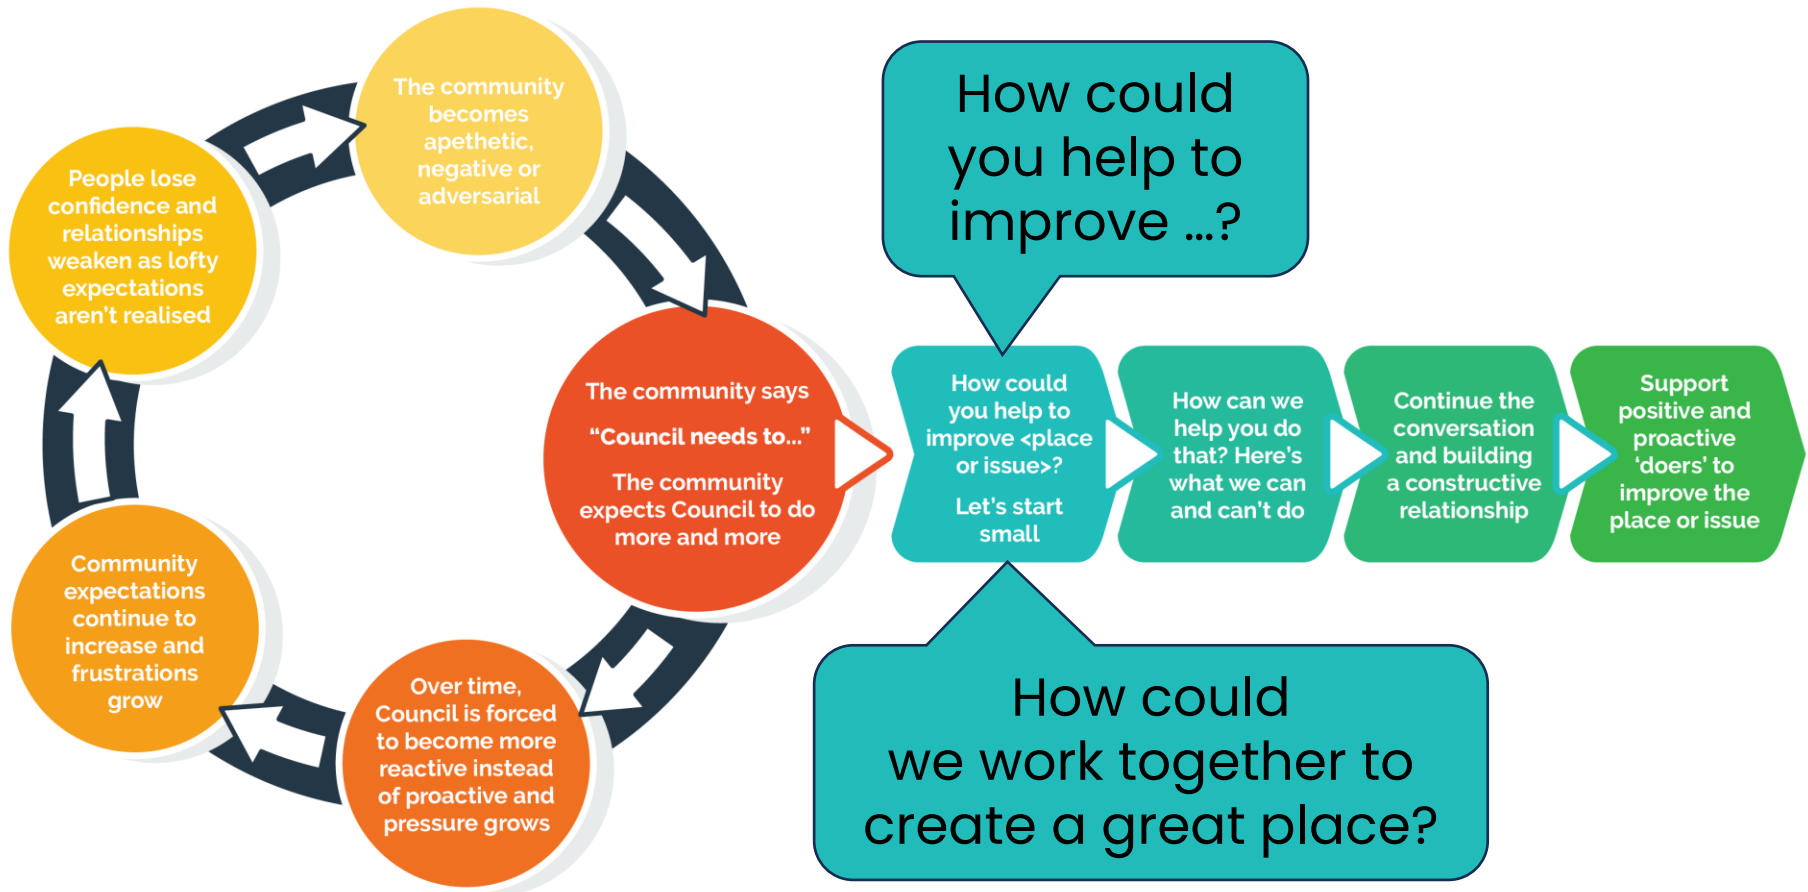 The community
becomes
apethetic,
negative or
adversarial
People lose
confidence and
relationships
weaken as lofty
expectations
aren't realised
The community says
“Council needs to...”
The community
expects Council to do
more and more
Community
expectations
continue to
increase and
frustrations
grow
Over time,
Council is forced
to become more
reactive instead
of proactive and
pressure grows
How could
you help to
improve ...?
How could
you help to
improve <place
or issue>?
Let's start
small
How can we
help you do
that? Here's
what we can
and can't do
Continue the
conversation
and building
a constructive
relationship
Support
positive and
proactive
‘doers’ to
improve the
place or issue
How could
we work together to
create a great place?